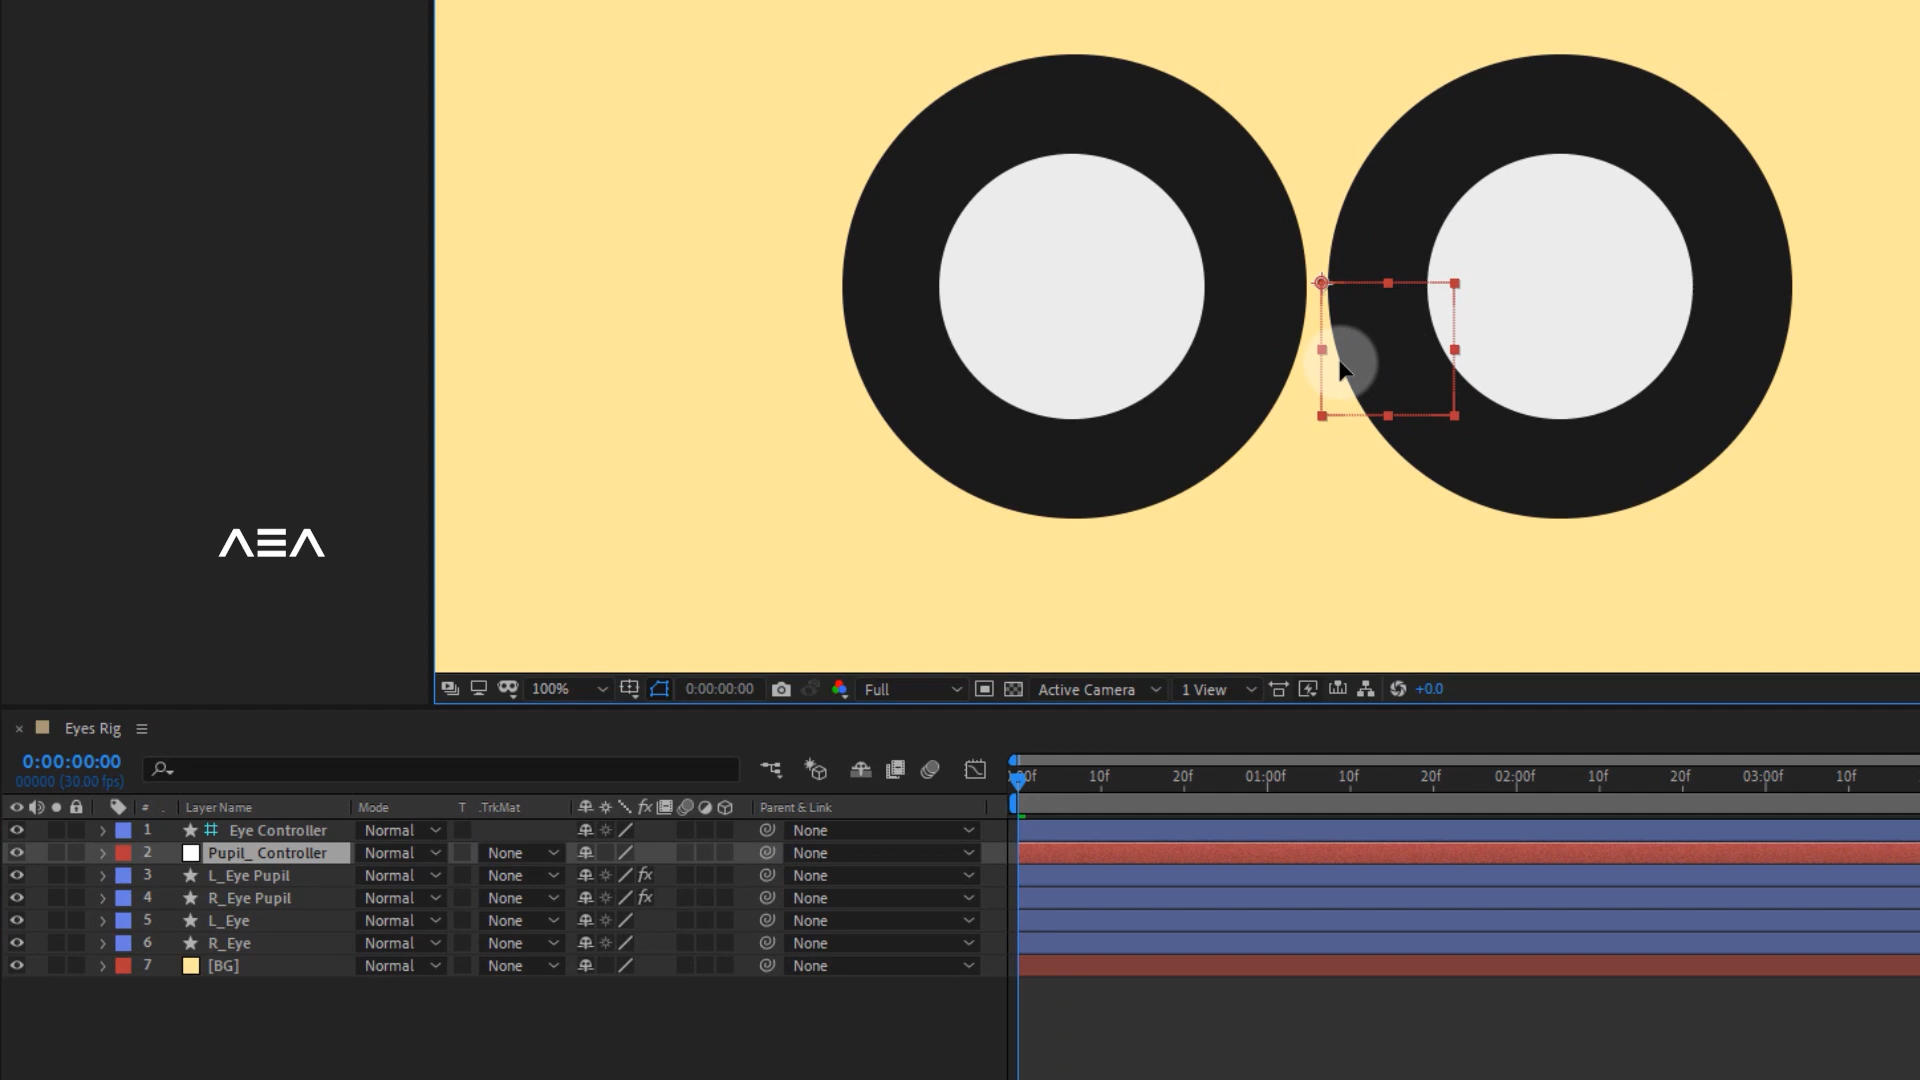 ΛΞΛ
100%
0:00:00:00
Full
Active Camera
1 View
+0.0
Eyes Rig
0:00:00:00
00000 (30.00 fps)
:00f 10f 20f 01:00f 10f 20f 02:00f 10f 20f 03:00f 10f
# Layer Name Mode T .TrkMat fx Parent & Link
1 Eye Controller Normal None
2 Pupil_ Controller Normal None None
3 L_Eye Pupil Normal None fx None
4 R_Eye Pupil Normal None fx None
5 L_Eye Normal None None
6 R_Eye Normal None None
7 [BG] Normal None None